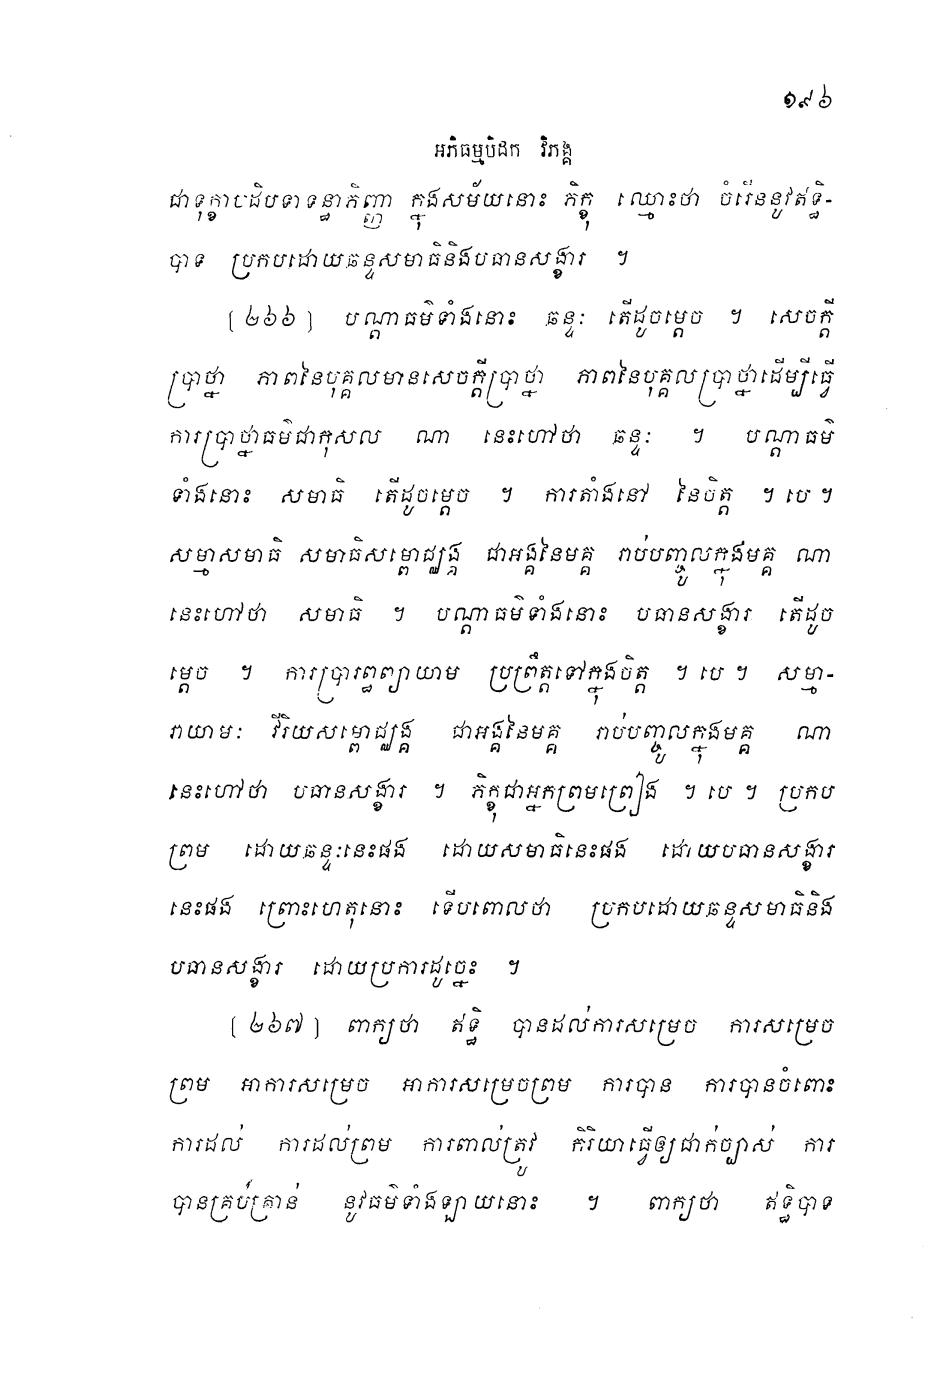 ១៩៦
អភិធម្មបិដក វិភង្គ
ជាទុក្ខាបដិបទាទន្ធាភិញ្ញា ក្នុងសម័យនោះ ភិក្ខុ ឈ្មោះថា ចំរើននូវឥទ្ធិ-
បាទ ប្រកបដោយឆន្ទសមាធិនិងបធានសង្ខារ ។
[២៦៦] បណ្តាធម៌ទាំងនោះ ឆន្ទៈ តើដូចម្តេច ។ សេចក្តី
ប្រាថ្នា ភាពនៃបុគ្គលមានសេចក្តីប្រាថ្នា ភាពនៃបុគ្គលប្រាថ្នាដើម្បីធ្វើ
ការប្រាថ្នាធម៌ជាកុសល ណា នេះហៅថា ឆន្ទៈ ។ បណ្តាធម៌
ទាំងនោះ សមាធិ តើដូចម្តេច ។ ការតាំងនៅ នៃចិត្ត ។ បេ ។
សម្មាសមាធិ សមាធិសម្ពោជ្ឈង្គ ជាអង្គនៃមគ្គ រាប់បញ្ចូលក្នុងមគ្គ ណា
នេះហៅថា សមាធិ ។ បណ្តាធម៌ទាំងនោះ បធានសង្ខារ តើដូច
ម្តេច ។ ការប្រារព្ធព្យាយាម ប្រព្រឹត្តទៅក្នុងចិត្ត ។ បេ ។ សម្មា-
វាយាមៈ វីរិយសម្ពោជ្ឈង្គ ជាអង្គនៃមគ្គ រាប់បញ្ចូលក្នុងមគ្គ ណា
នេះហៅថា បធានសង្ខារ ។ ភិក្ខុជាអ្នកព្រមព្រៀង ។ បេ ។ ប្រកប
ព្រម ដោយឆន្ទៈនេះផង ដោយសមាធិនេះផង ដោយបធានសង្ខារ
នេះផង ព្រោះហេតុនោះ ទើបពោលថា ប្រកបដោយឆន្ទសមាធិនិង
បធានសង្ខារ ដោយប្រការដូច្នេះ ។
[២៦៧] ពាក្យថា ឥទ្ធិ បានដល់ការសម្រេច ការសម្រេច
ព្រម អាការសម្រេច អាការសម្រេចព្រម ការបាន ការបានចំពោះ
ការដល់ ការដល់ព្រម ការពាល់ត្រូវ កិរិយាធ្វើឲ្យជាក់ច្បាស់ ការ
បានគ្រប់គ្រាន់ នូវធម៌ទាំងឡាយនោះ ។ ពាក្យថា ឥទ្ធិបាទ